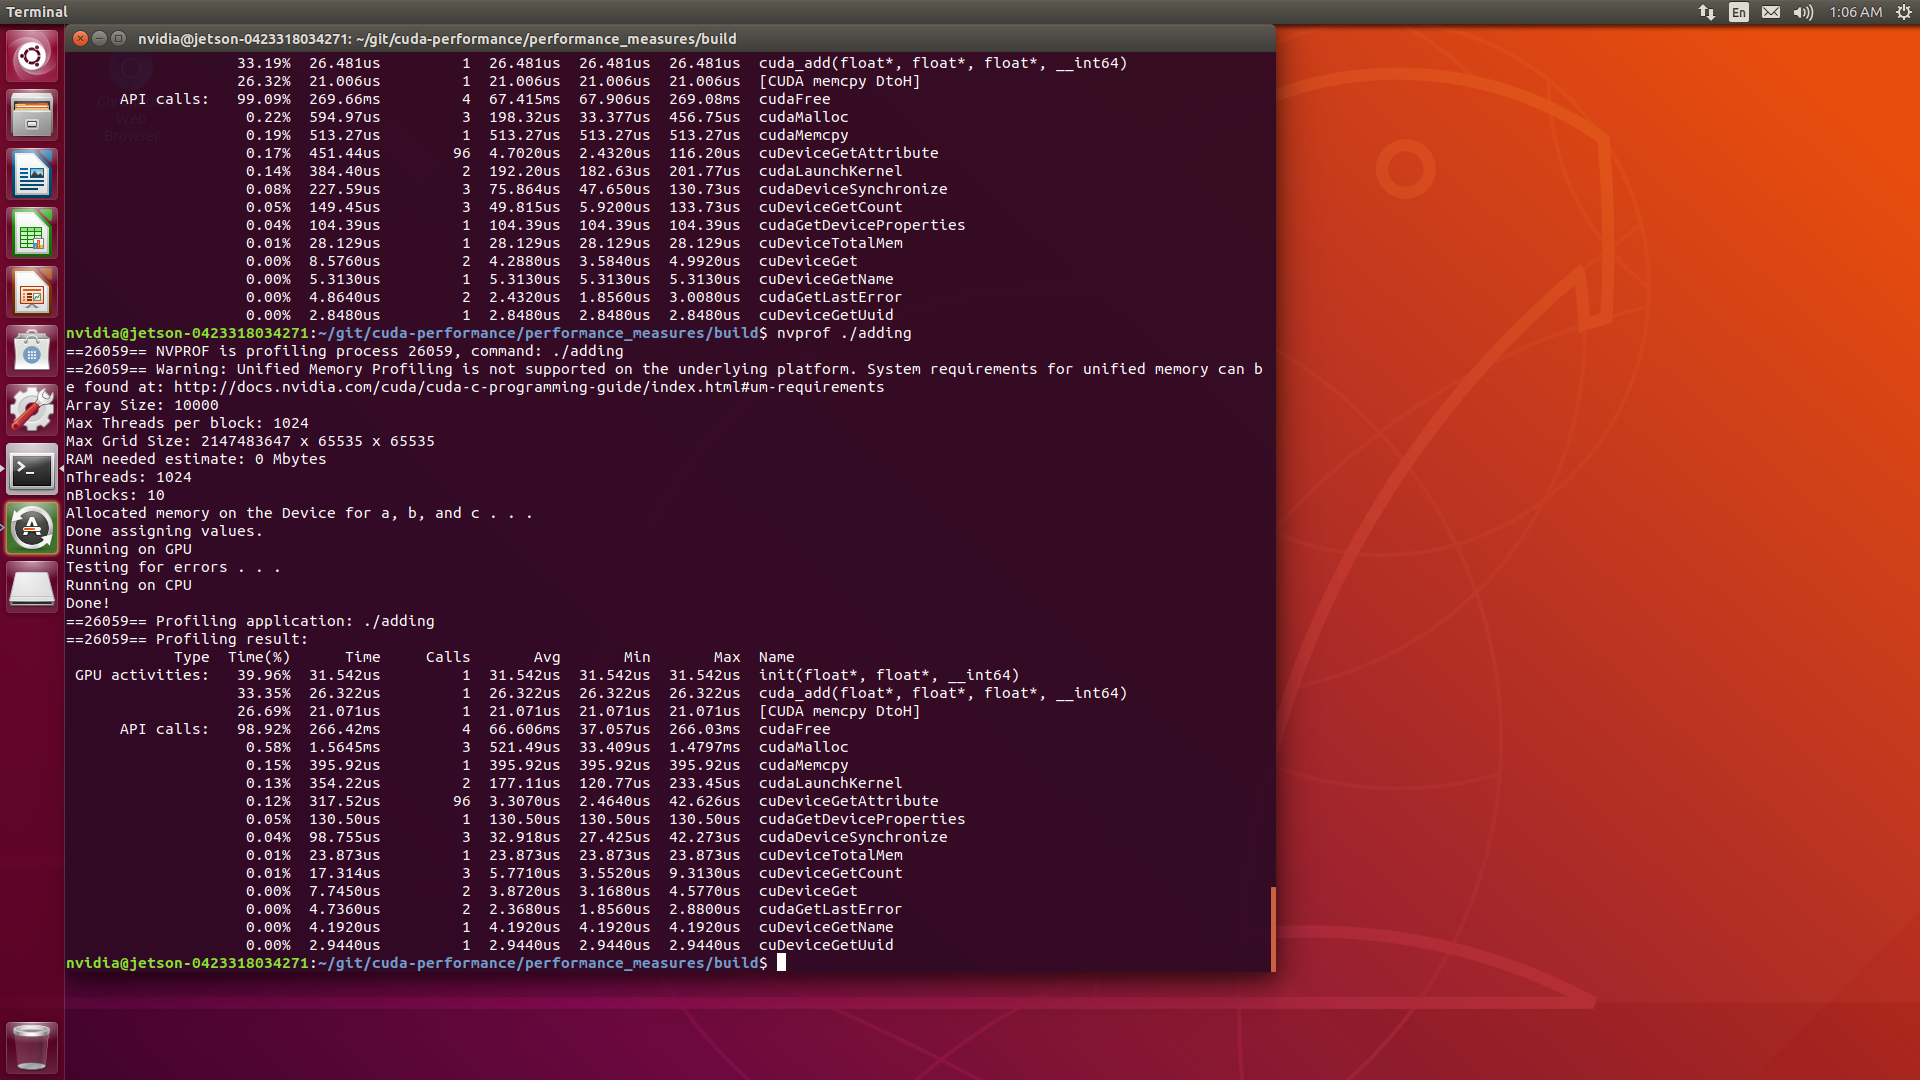 Terminal
En
1:06 AM
nvidia@jetson-0423318034271: ~/git/cuda-performance/performance_measures/build
33.19% 26.481us 1 26.481us 26.481us 26.481us cuda_add(float*, float*, float*, __int64)
26.32% 21.006us 1 21.006us 21.006us 21.006us [CUDA memcpy DtoH]
API calls: 99.09% 269.66ms 4 67.415ms 67.906us 269.08ms cudaFree
0.22% 594.97us 3 198.32us 33.377us 456.75us cudaMalloc
0.19% 513.27us 1 513.27us 513.27us 513.27us cudaMemcpy
0.17% 451.44us 96 4.7020us 2.4320us 116.20us cuDeviceGetAttribute
0.14% 384.40us 2 192.20us 182.63us 201.77us cudaLaunchKernel
0.08% 227.59us 3 75.864us 47.650us 130.73us cudaDeviceSynchronize
0.05% 149.45us 3 49.815us 5.9200us 133.73us cuDeviceGetCount
0.04% 104.39us 1 104.39us 104.39us 104.39us cudaGetDeviceProperties
0.01% 28.129us 1 28.129us 28.129us 28.129us cuDeviceTotalMem
0.00% 8.5760us 2 4.2880us 3.5840us 4.9920us cuDeviceGet
0.00% 5.3130us 1 5.3130us 5.3130us 5.3130us cuDeviceGetName
0.00% 4.8640us 2 2.4320us 1.8560us 3.0080us cudaGetLastError
0.00% 2.8480us 1 2.8480us 2.8480us 2.8480us cuDeviceGetUuid
nvidia@jetson-0423318034271:~/git/cuda-performance/performance_measures/build$ nvprof ./adding
==26059== NVPROF is profiling process 26059, command: ./adding
==26059== Warning: Unified Memory Profiling is not supported on the underlying platform. System requirements for unified memory can b
e found at: http://docs.nvidia.com/cuda/cuda-c-programming-guide/index.html#um-requirements
Array Size: 10000
Max Threads per block: 1024
Max Grid Size: 2147483647 x 65535 x 65535
RAM needed estimate: 0 Mbytes
nThreads: 1024
nBlocks: 10
Allocated memory on the Device for a, b, and c . . .
Done assigning values.
Running on GPU
Testing for errors . . .
Running on CPU
Done!
==26059== Profiling application: ./adding
==26059== Profiling result:
Type Time(%) Time Calls Avg Min Max Name
GPU activities: 39.96% 31.542us 1 31.542us 31.542us 31.542us init(float*, float*, __int64)
33.35% 26.322us 1 26.322us 26.322us 26.322us cuda_add(float*, float*, float*, __int64)
26.69% 21.071us 1 21.071us 21.071us 21.071us [CUDA memcpy DtoH]
API calls: 98.92% 266.42ms 4 66.606ms 37.057us 266.03ms cudaFree
0.58% 1.5645ms 3 521.49us 33.409us 1.4797ms cudaMalloc
0.15% 395.92us 1 395.92us 395.92us 395.92us cudaMemcpy
0.13% 354.22us 2 177.11us 120.77us 233.45us cudaLaunchKernel
0.12% 317.52us 96 3.3070us 2.4640us 42.626us cuDeviceGetAttribute
0.05% 130.50us 1 130.50us 130.50us 130.50us cudaGetDeviceProperties
0.04% 98.755us 3 32.918us 27.425us 42.273us cudaDeviceSynchronize
0.01% 23.873us 1 23.873us 23.873us 23.873us cuDeviceTotalMem
0.01% 17.314us 3 5.7710us 3.5520us 9.3130us cuDeviceGetCount
0.00% 7.7450us 2 3.8720us 3.1680us 4.5770us cuDeviceGet
0.00% 4.7360us 2 2.3680us 1.8560us 2.8800us cudaGetLastError
0.00% 4.1920us 1 4.1920us 4.1920us 4.1920us cuDeviceGetName
0.00% 2.9440us 1 2.9440us 2.9440us 2.9440us cuDeviceGetUuid
nvidia@jetson-0423318034271:~/git/cuda-performance/performance_measures/build$
Web
Browser